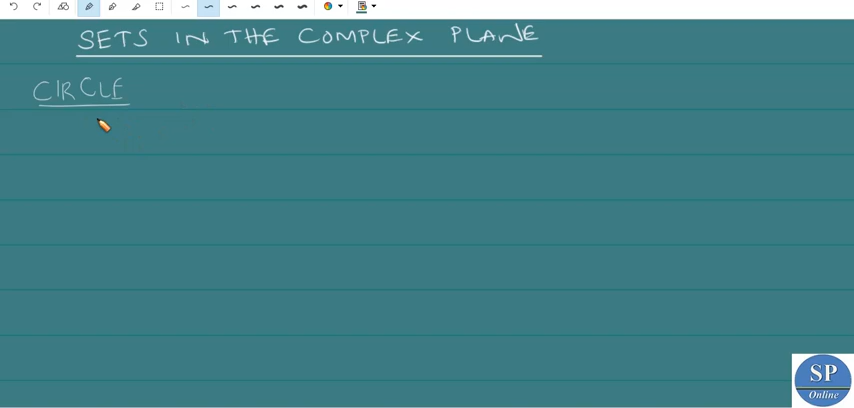 SETS IN THE COMPLEX PLANE
CIRCLE
SP
Online